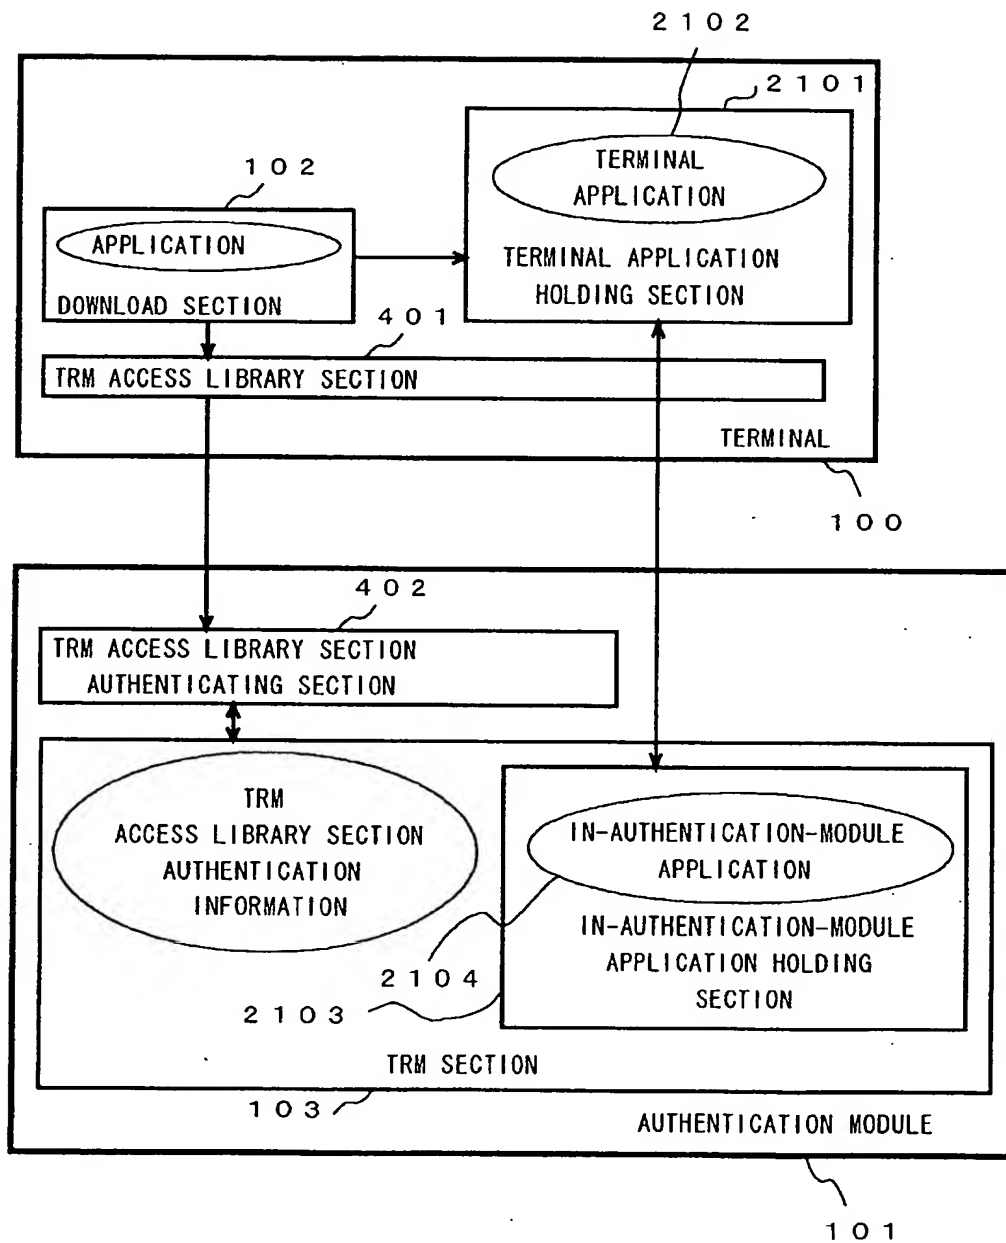 2102
2101
TERMINAL
APPLICATION
102
APPLICATION
TERMINAL APPLICATION
HOLDING SECTION
DOWNLOAD SECTION
401
TRM ACCESS LIBRARY SECTION
TERMINAL
100
402
TRM ACCESS LIBRARY SECTION
AUTHENTICATING SECTION
TRM
ACCESS LIBRARY SECTION
AUTHENTICATION
INFORMATION
IN-AUTHENTICATION-MODULE
APPLICATION
2104
IN-AUTHENTICATION-MODULE
APPLICATION HOLDING
SECTION
2103
TRM SECTION
103
AUTHENTICATION MODULE
101